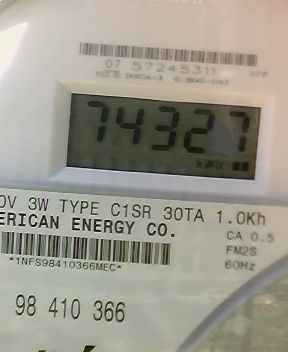 07 57245311
74327
kWh
0V 3W TYPE C1SR 30TA 1.0Kh
ERICAN ENERGY CO.
CA 0.5
FM2S
60Hz
*1NFS98410366MEC*
98 410 366